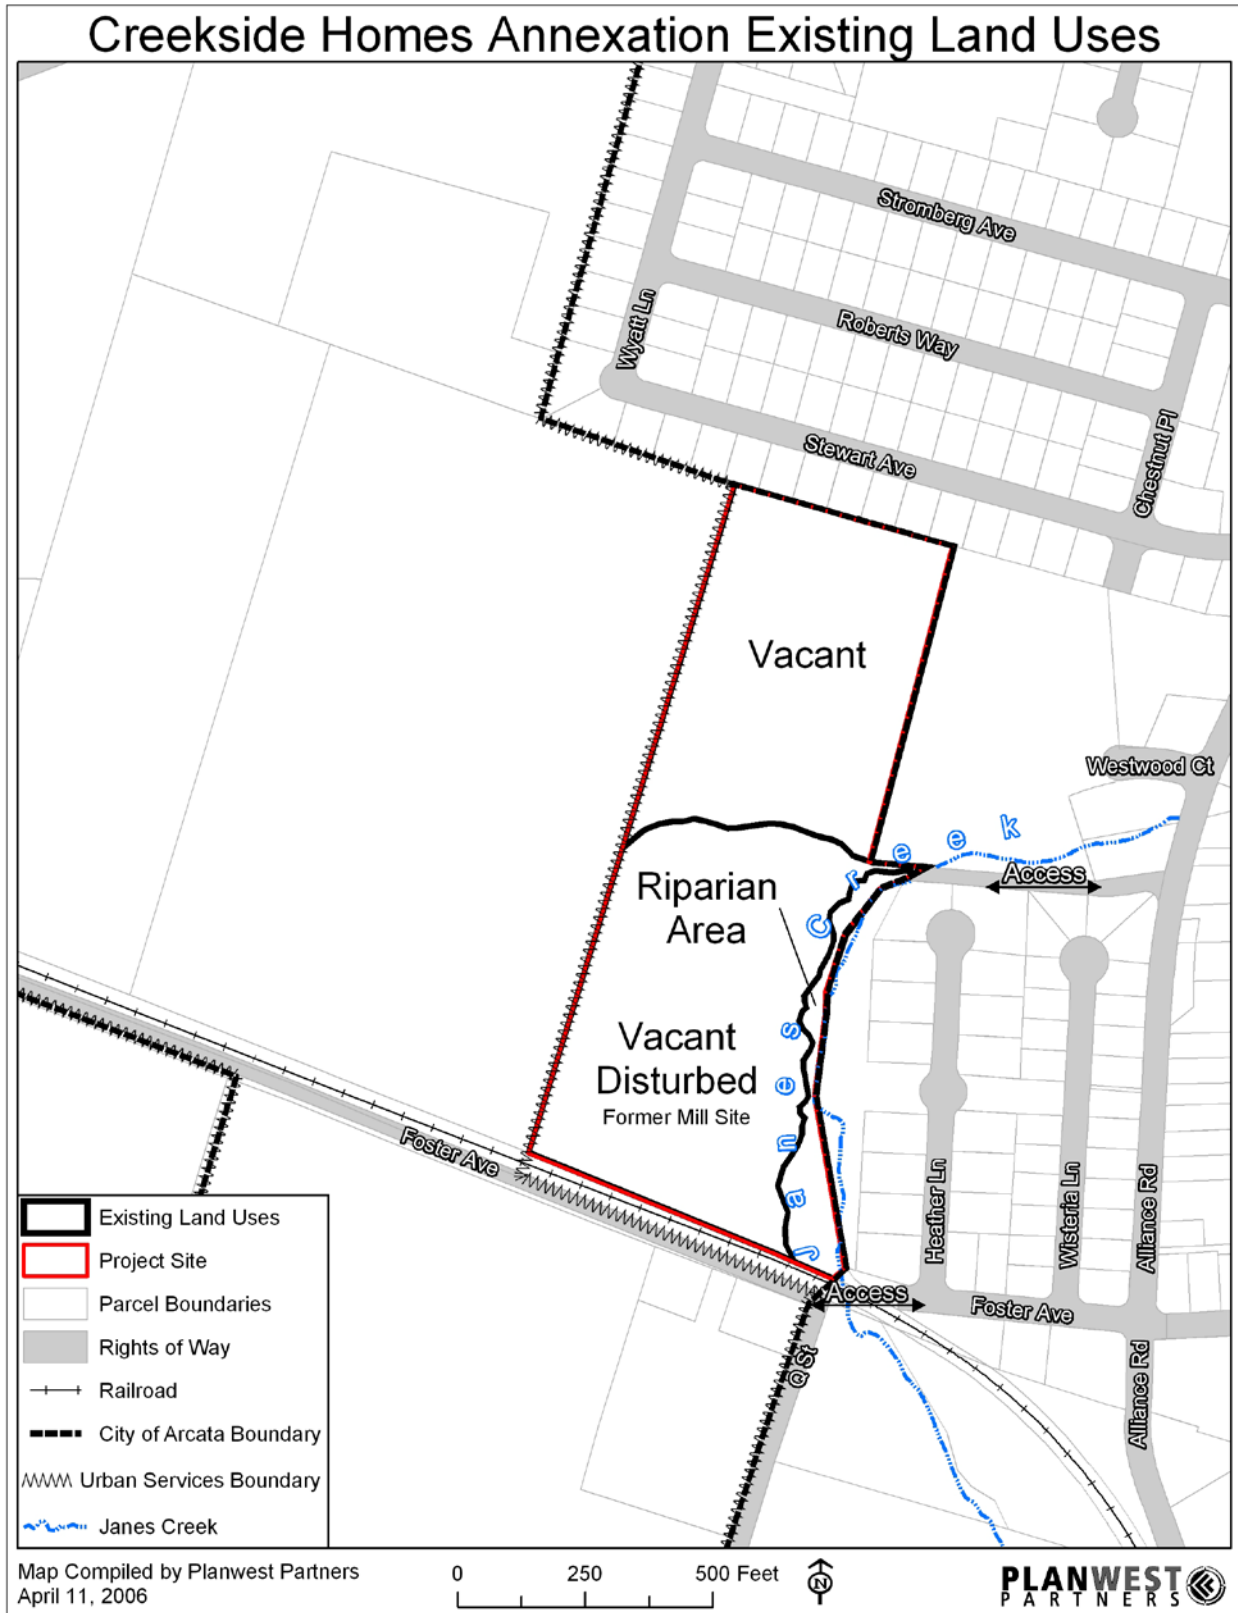 Creekside Homes Annexation Existing Land Uses
Stromberg Ave
Wyatt Ln
Roberts Way
Chestnut Pl
Stewart Ave
Vacant
Westwood Ct
Janes Creek
Access
Riparian
Area
Vacant
Disturbed
Former Mill Site
Foster Ave
Heather Ln
Wisteria Ln
Alliance Rd
Access
Foster Ave
Q St
Alliance Rd
Existing Land Uses
Project Site
Parcel Boundaries
Rights of Way
Railroad
City of Arcata Boundary
Urban Services Boundary
Janes Creek
Map Compiled by Planwest Partners
April 11, 2006
0 250 500 Feet
N
PLANWEST
PARTNERS